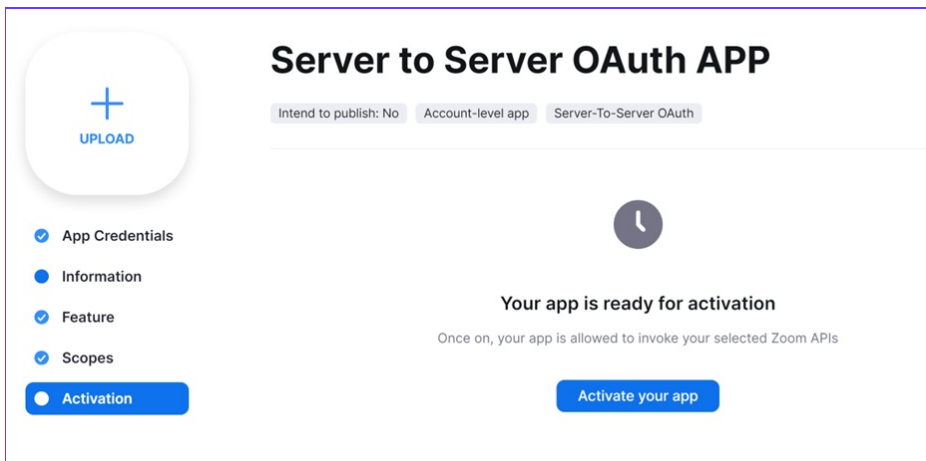 Server to Server OAuth APP
Intend to publish: No Account-level app Server-To-Server OAuth
UPLOAD
App Credentials
Information
Feature
Scopes
Activation
Your app is ready for activation
Once on, your app is allowed to invoke your selected Zoom APIs
Activate your app